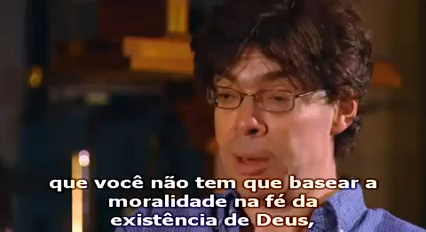 que você não tem que basear a
moralidade na fé da
existência de Deus,